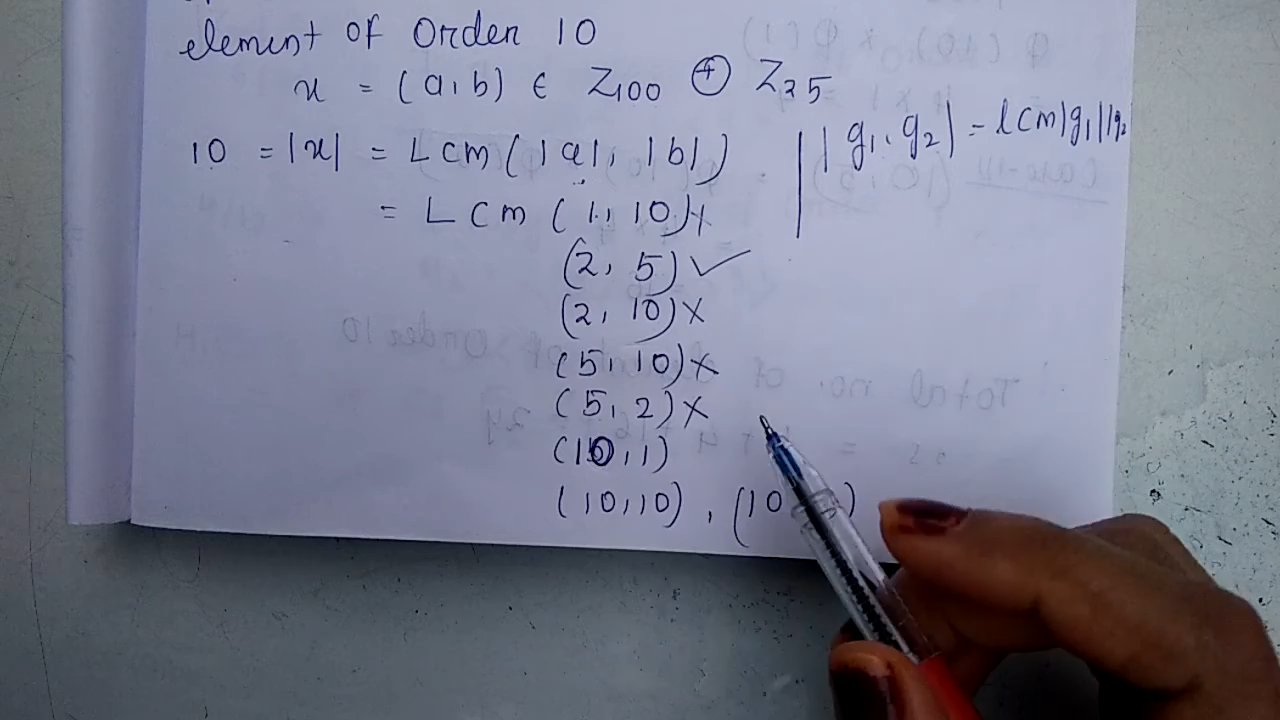 element of Order 10
x = (a, b) ∈ Z100 ⊕ Z25
10 = |x| = Lcm(|a|, |b|)
|g1, g2| = lcm|g1||g2
= Lcm (1, 10)×
(2, 5)✓
(2, 10)×
(5, 10)×
(5, 2)×
(10, 1)
(10, 10), (10 )